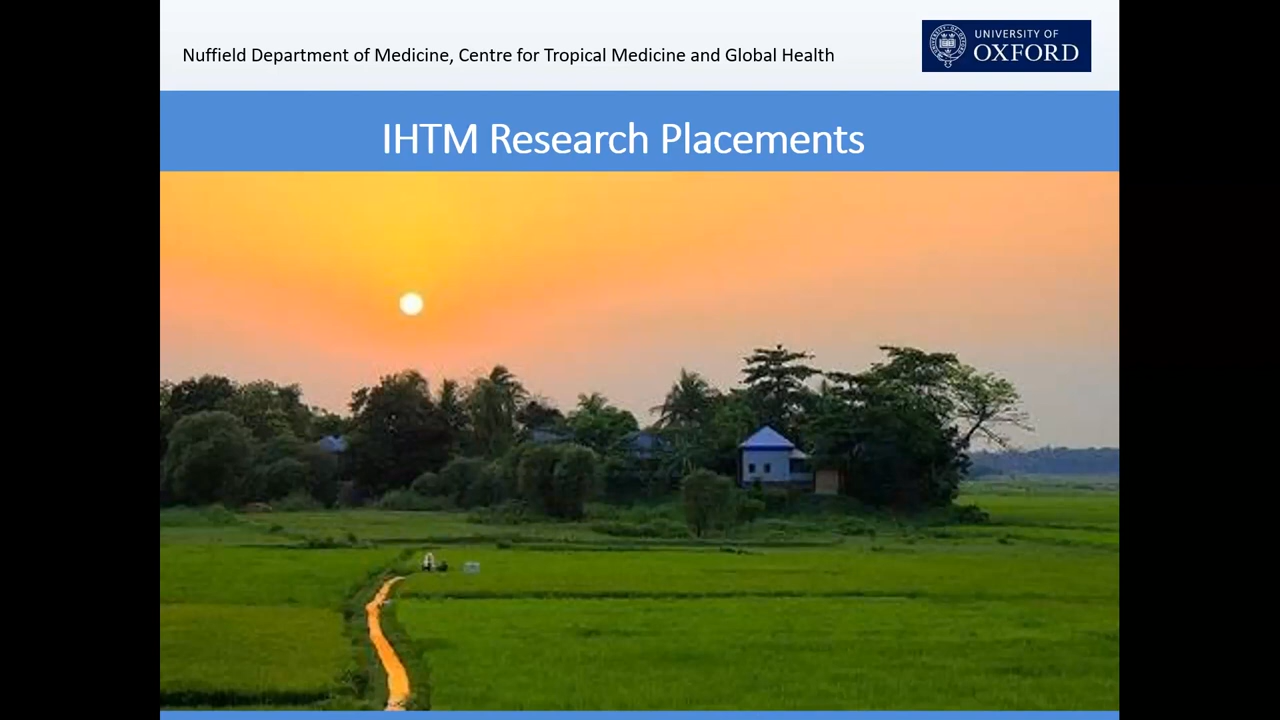 Nuffield Department of Medicine, Centre for Tropical Medicine and Global Health
UNIVERSITY OF
OXFORD
IHTM Research Placements